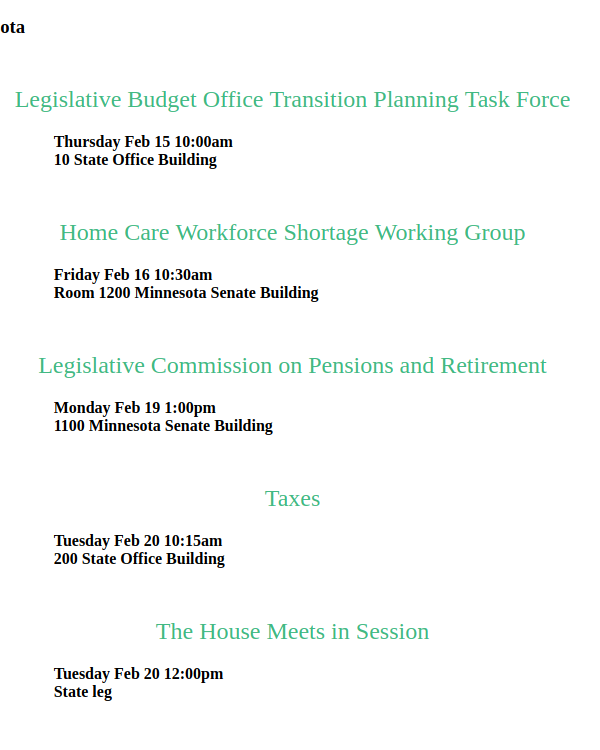 ota
Legislative Budget Office Transition Planning Task Force
Thursday Feb 15 10:00am
10 State Office Building
Home Care Workforce Shortage Working Group
Friday Feb 16 10:30am
Room 1200 Minnesota Senate Building
Legislative Commission on Pensions and Retirement
Monday Feb 19 1:00pm
1100 Minnesota Senate Building
Taxes
Tuesday Feb 20 10:15am
200 State Office Building
The House Meets in Session
Tuesday Feb 20 12:00pm
State leg